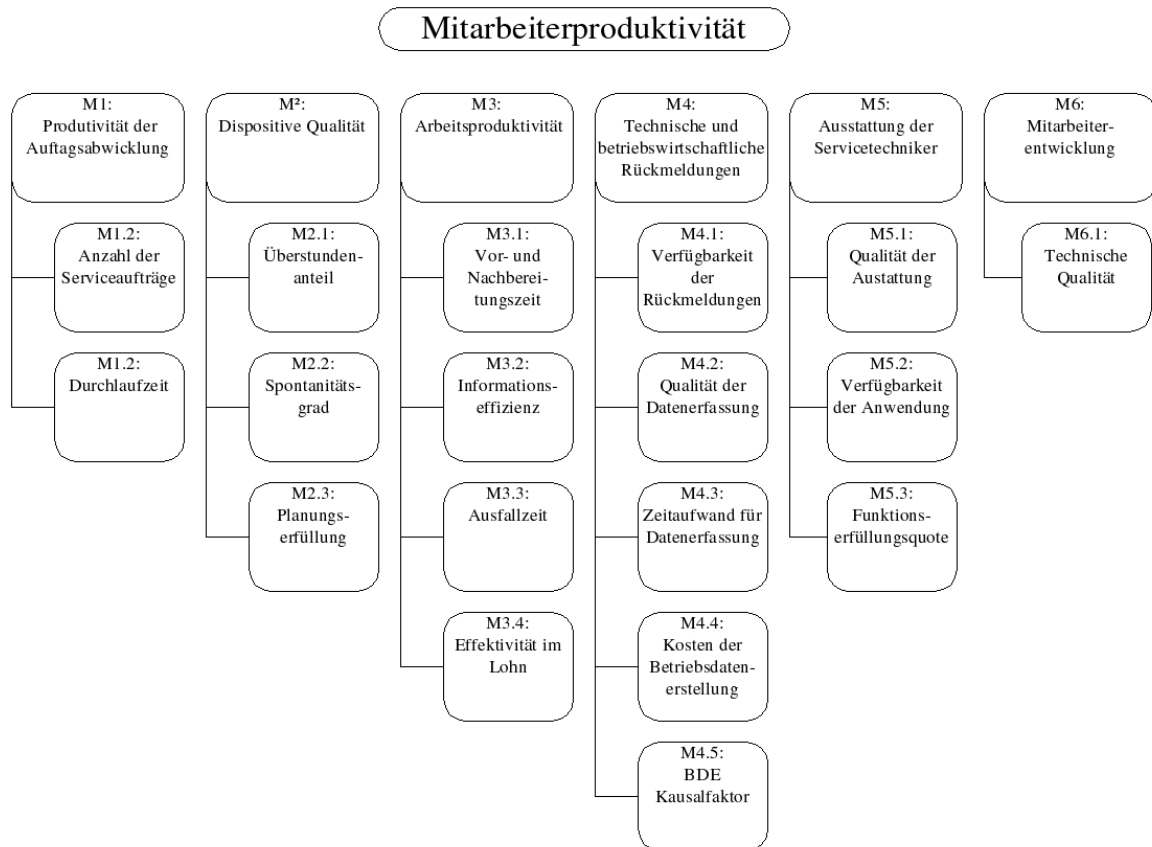 Mitarbeiterproduktivität
M1:
Produtivität der
Auftagsabwicklung
M1.2:
Anzahl der
Serviceaufträge
M1.2:
Durchlaufzeit
M²:
Dispositive Qualität
M2.1:
Überstunden-
anteil
M2.2:
Spontanitäts-
grad
M2.3:
Planungs-
erfüllung
M3:
Arbeitsproduktivität
M3.1:
Vor- und
Nachberei-
tungszeit
M3.2:
Informations-
effizienz
M3.3:
Ausfallzeit
M3.4:
Effektivität im
Lohn
M4:
Technische und
betriebswirtschaftliche
Rückmeldungen
M4.1:
Verfügbarkeit
der
Rückmeldungen
M4.2:
Qualität der
Datenerfassung
M4.3:
Zeitaufwand für
Datenerfassung
M4.4:
Kosten der
Betriebsdaten-
erstellung
M4.5:
BDE
Kausalfaktor
M5:
Ausstattung der
Servicetechniker
M5.1:
Qualität der
Austattung
M5.2:
Verfügbarkeit
der Anwendung
M5.3:
Funktions-
erfüllungsquote
M6:
Mitarbeiter-
entwicklung
M6.1:
Technische
Qualität